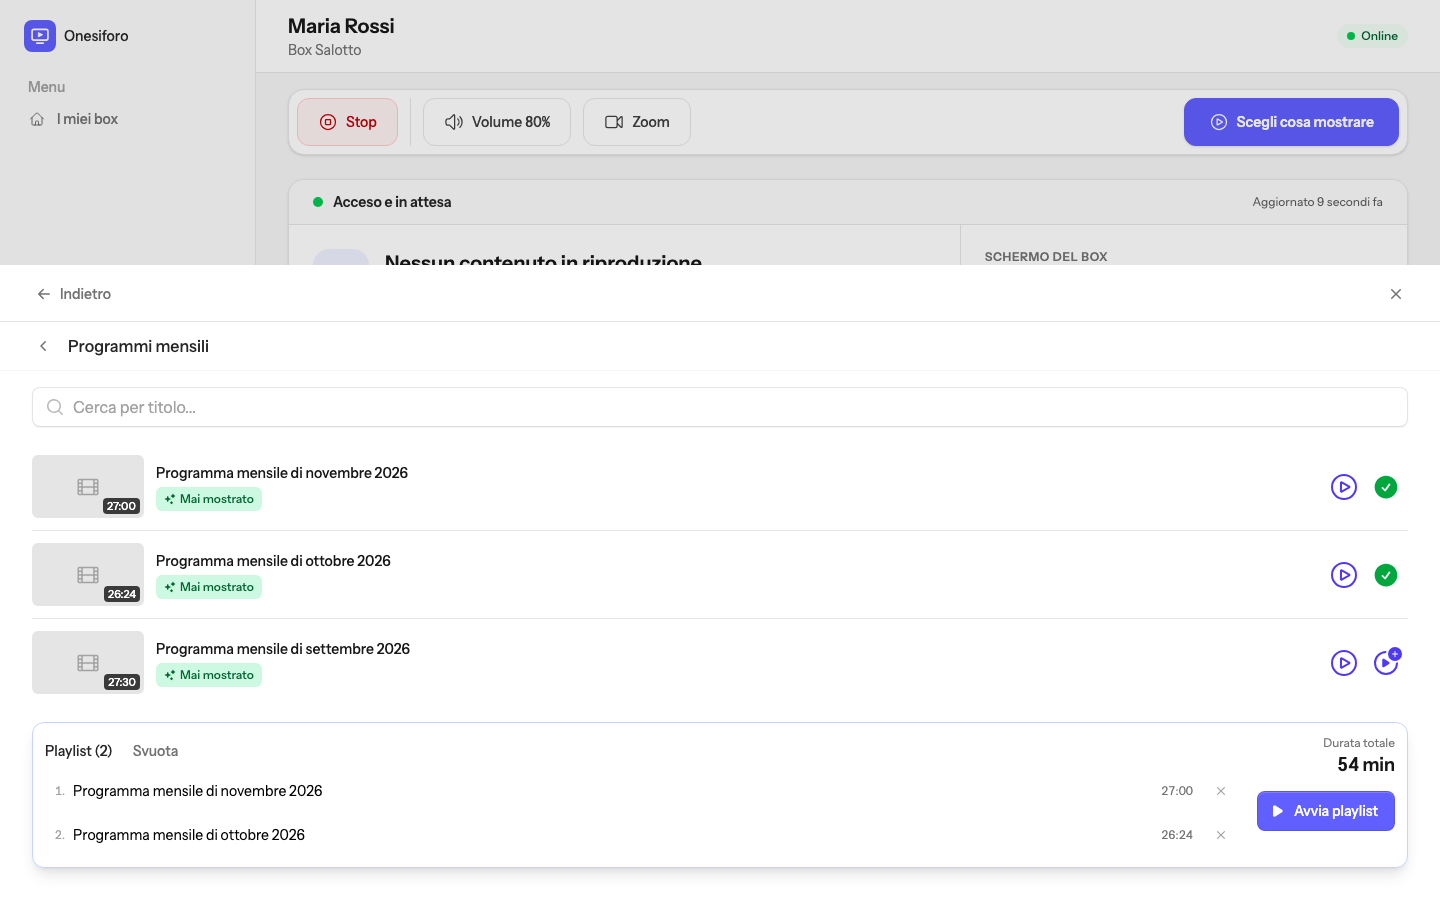 Onesiforo
Menu
I miei box
Maria Rossi
Box Salotto
Online
Stop
Volume 80%
Zoom
Scegli cosa mostrare
Acceso e in attesa
Aggiornato 9 secondi fa
Nessun contenuto in riproduzione
SCHERMO DEL BOX
Indietro
Programmi mensili
Cerca per titolo...
27:00
Programma mensile di novembre 2026
Mai mostrato
26:24
Programma mensile di ottobre 2026
Mai mostrato
27:30
Programma mensile di settembre 2026
Mai mostrato
Playlist (2)
Svuota
Durata totale
54 min
1. Programma mensile di novembre 2026 27:00
2. Programma mensile di ottobre 2026 26:24
Avvia playlist